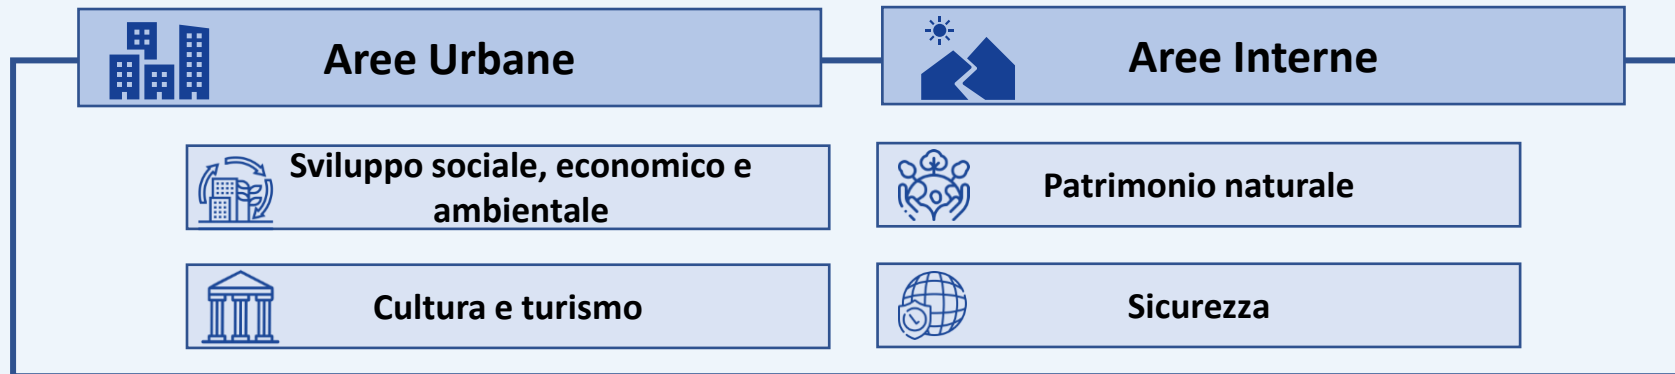 Aree Urbane
Aree Interne
Sviluppo sociale, economico e
ambientale
Patrimonio naturale
Cultura e turismo
Sicurezza